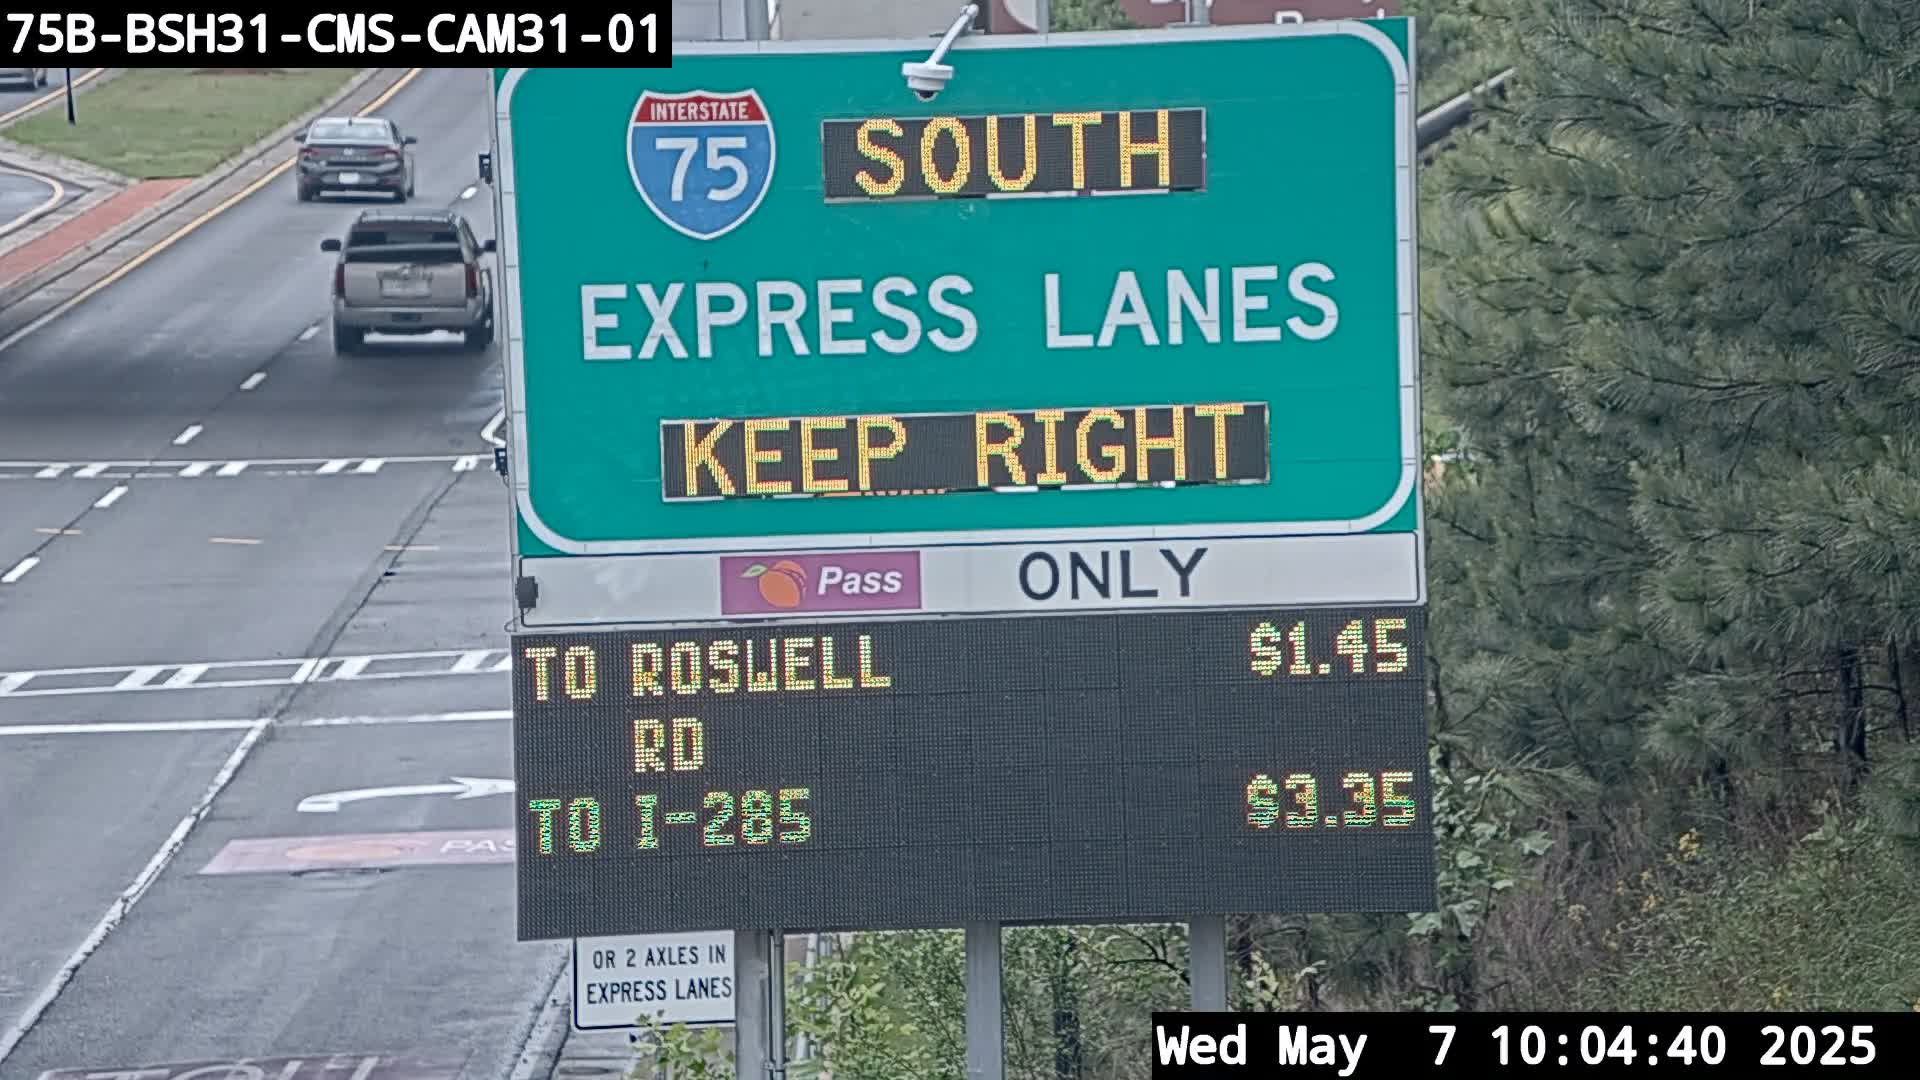 75B-BSH31-CMS-CAM31-01
INTERSTATE
75
SOUTH
EXPRESS LANES
KEEP RIGHT
Pass ONLY
TO ROSWELL $1.45
RD
TO I-285 $3.35
OR 2 AXLES IN
EXPRESS LANES
Wed May 7 10:04:40 2025